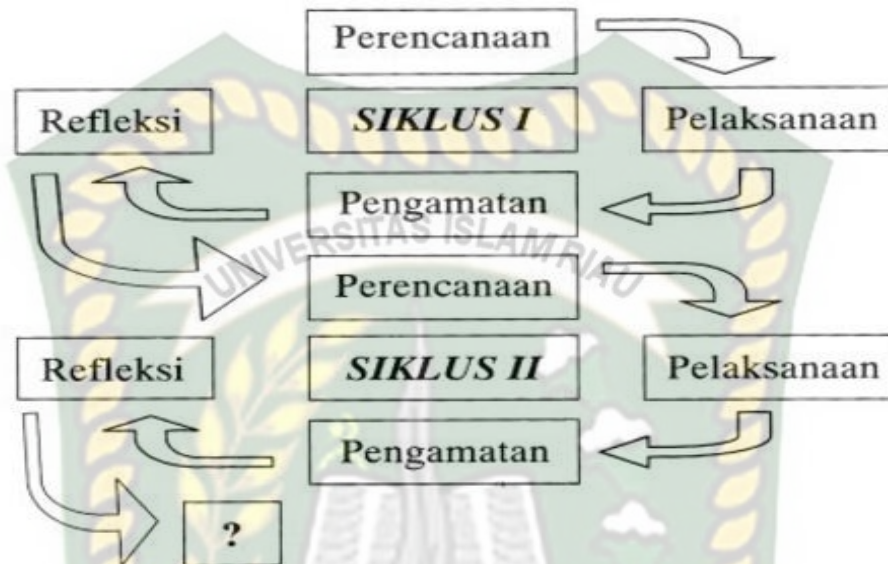 Perencanaan
Refleksi
SIKLUS I
Pelaksanaan
Pengamatan
UNIVERSITAS ISLAM RIAU
Perencanaan
Refleksi
SIKLUS II
Pelaksanaan
Pengamatan
?